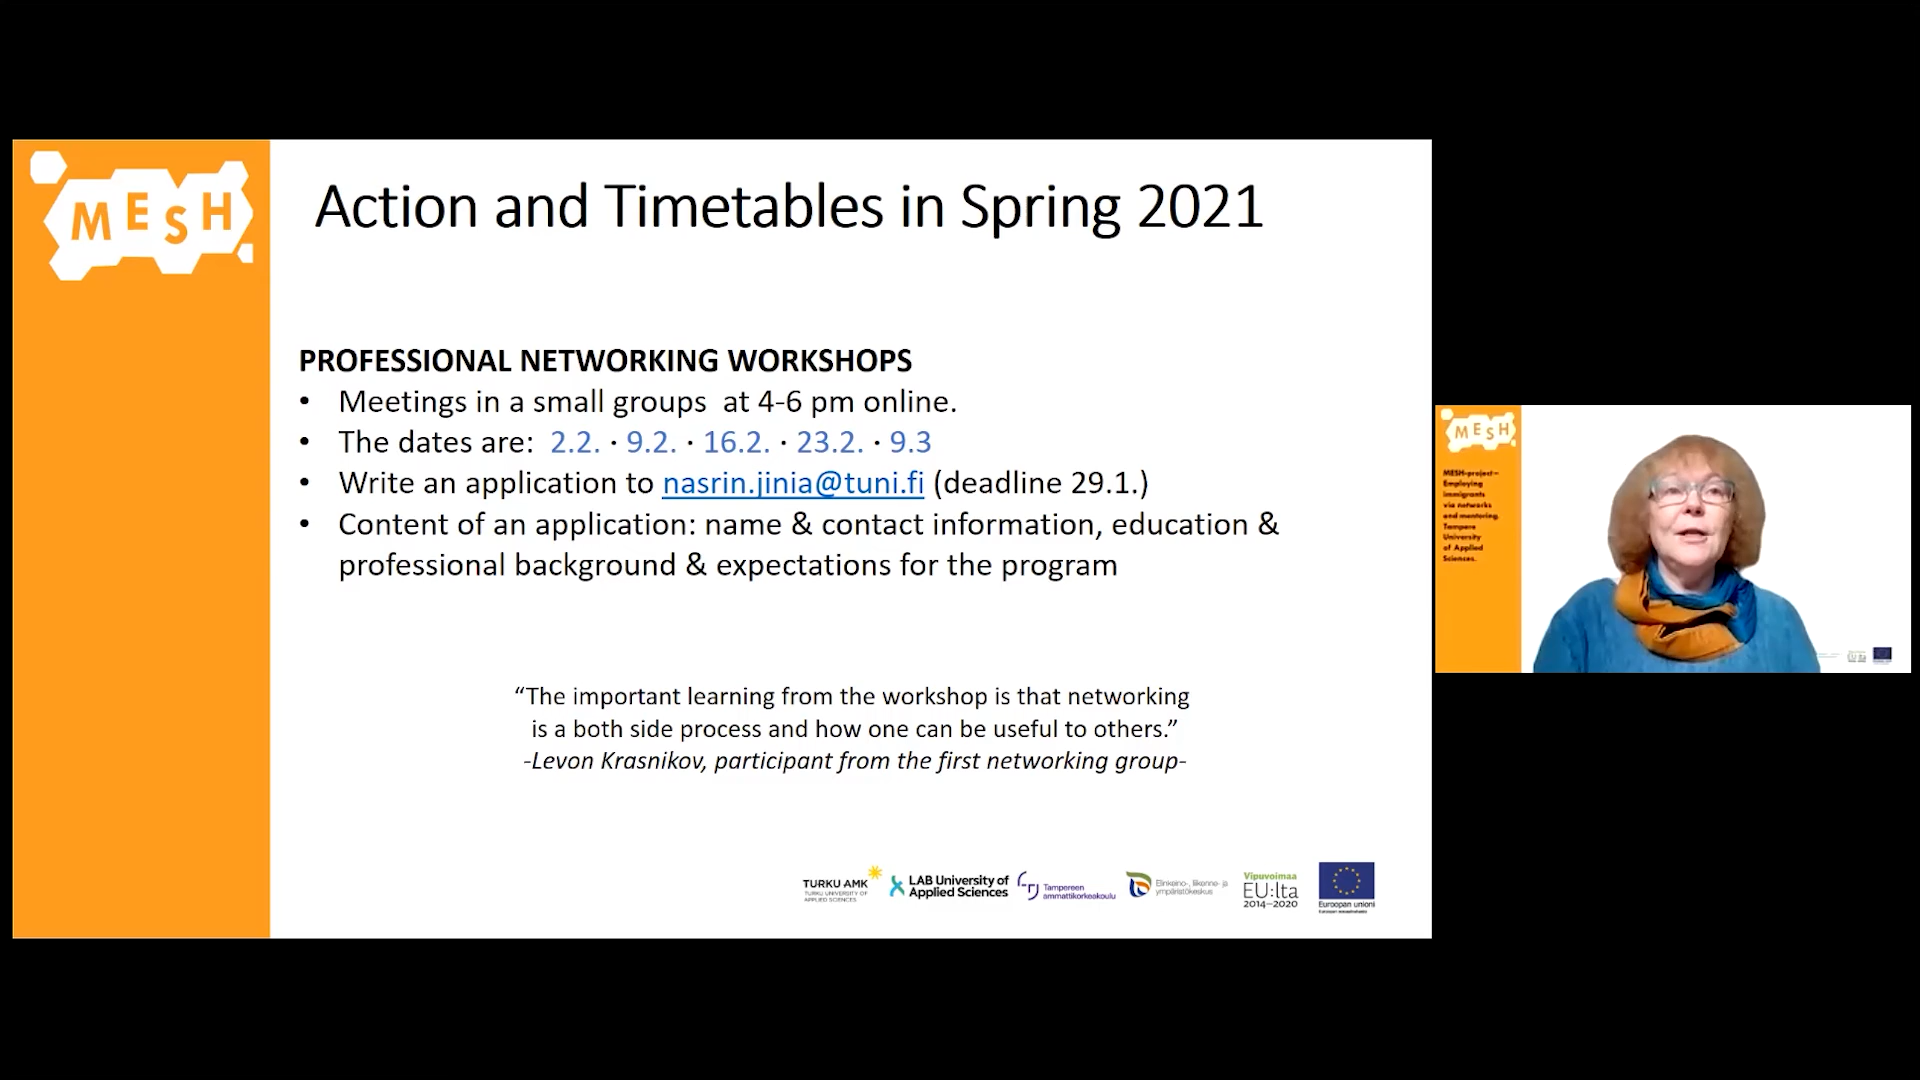 MESH
Action and Timetables in Spring 2021
PROFESSIONAL NETWORKING WORKSHOPS
• Meetings in a small groups at 4-6 pm online.
• The dates are: 2.2. · 9.2. · 16.2. · 23.2. · 9.3
• Write an application to nasrin.jinia@tuni.fi (deadline 29.1.)
• Content of an application: name & contact information, education &
professional background & expectations for the program
“The important learning from the workshop is that networking
is a both side process and how one can be useful to others.”
-Levon Krasnikov, participant from the first networking group-
TURKU AMK
TURKU UNIVERSITY OF
APPLIED SCIENCES
LAB University of
Applied Sciences
Tampereen
ammattikorkeakoulu
Elinkeino-, liikenne- ja
ympäristökeskus
Vipuvoimaa
EU:lta
2014–2020
Euroopan unioni
MESH
MESH-project–
Employing
immigrants
via networks
and mentoring.
Tampere
University
of Applied
Sciences.